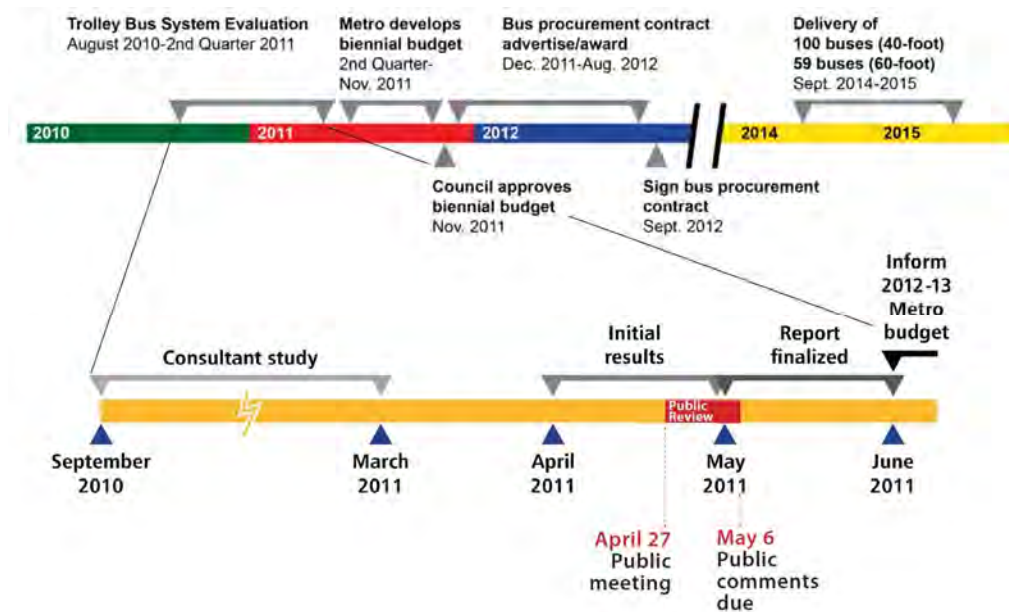 Trolley Bus System Evaluation
August 2010-2nd Quarter 2011
Metro develops
biennial budget
2nd Quarter-
Nov. 2011
Bus procurement contract
advertise/award
Dec. 2011-Aug. 2012
Delivery of
100 buses (40-foot)
59 buses (60-foot)
Sept. 2014-2015
2010
2011
2012
2014
2015
Council approves
biennial budget
Nov. 2011
Sign bus procurement
contract
Sept. 2012
Inform
2012-13
Metro
budget
Consultant study
Initial
results
Report
finalized
Public
Review
September
2010
March
2011
April
2011
May
2011
June
2011
April 27
Public
meeting
May 6
Public
comments
due